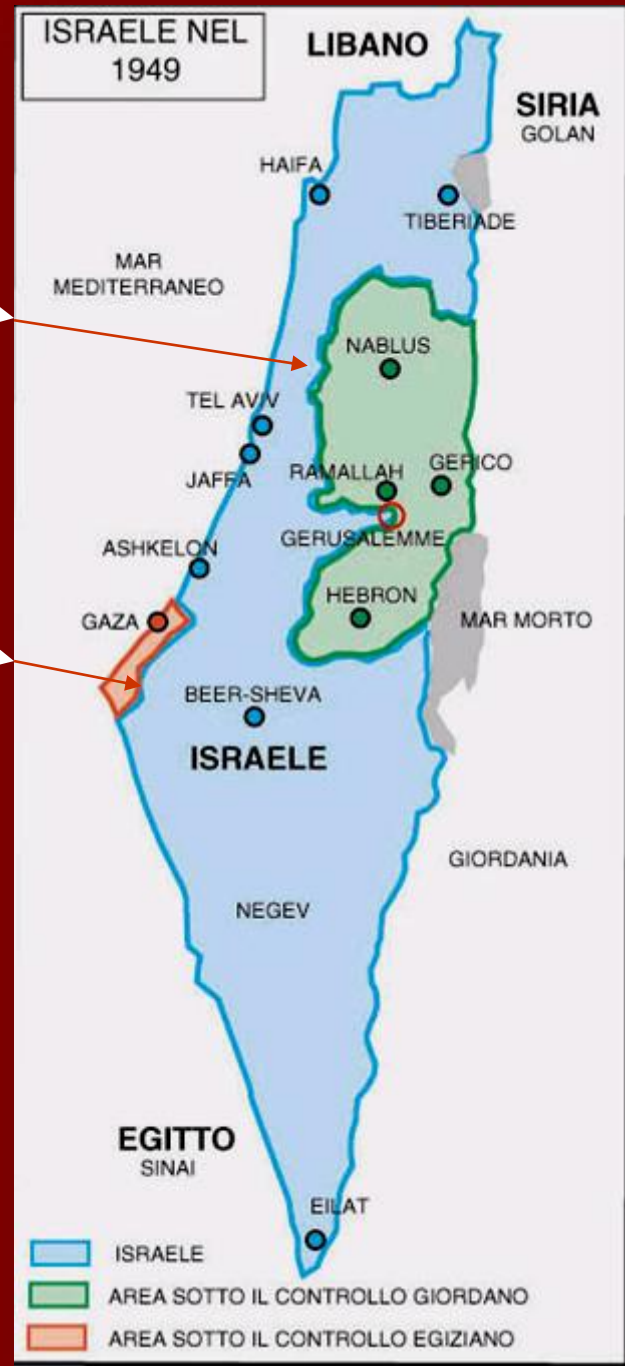 ISRAELE NEL
1949
LIBANO
SIRIA
GOLAN
HAIFA
TIBERIADE
MAR
MEDITERRANEO
NABLUS
TEL AVIV
JAFFA
RAMALLAH
GERICO
GERUSALEMME
ASHKELON
HEBRON
GAZA
MAR MORTO
BEER-SHEVA
ISRAELE
GIORDANIA
NEGEV
EGITTO
SINAI
EILAT
ISRAELE
AREA SOTTO IL CONTROLLO GIORDANO
AREA SOTTO IL CONTROLLO EGIZIANO